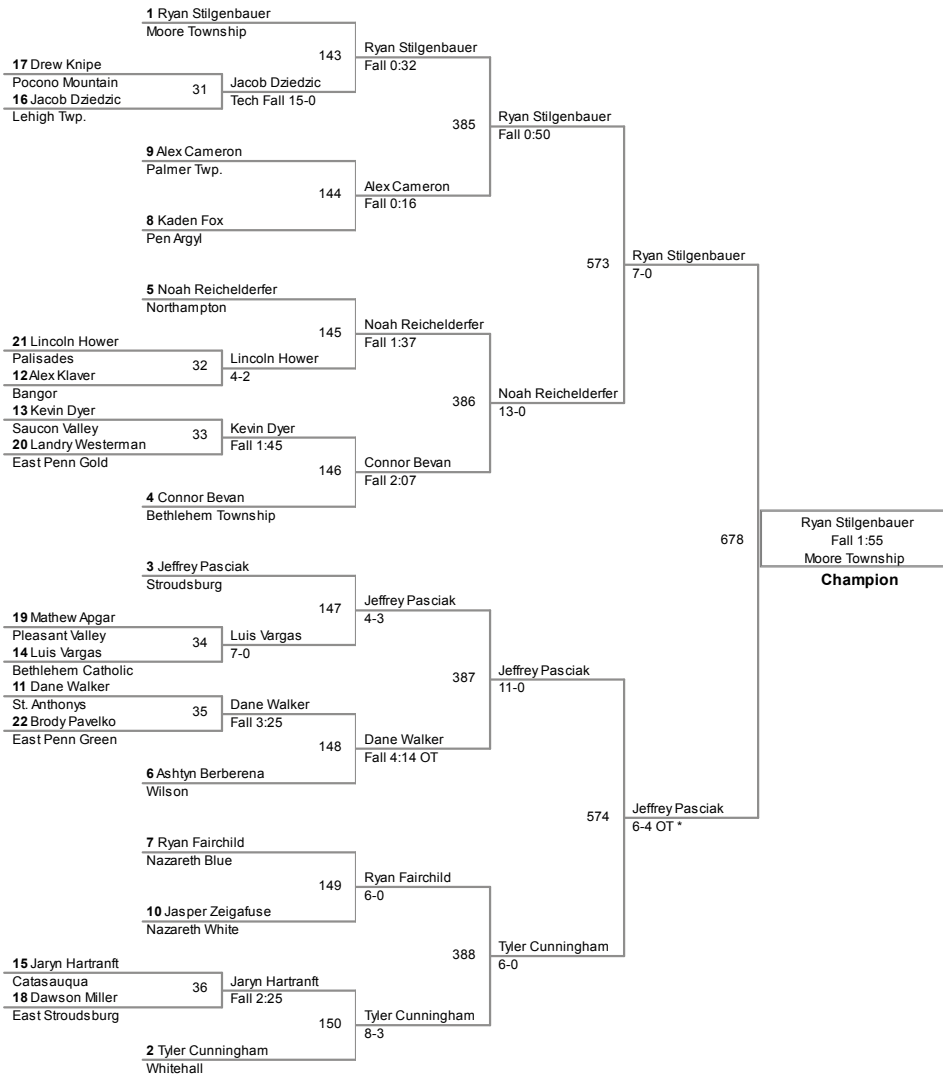 1 Ryan Stilgenbauer
Moore Township
143
Ryan Stilgenbauer
Fall 0:32
17 Drew Knipe
Pocono Mountain
31
Jacob Dziedzic
Tech Fall 15-0
16 Jacob Dziedzic
Lehigh Twp.
385
Ryan Stilgenbauer
Fall 0:50
9 Alex Cameron
Palmer Twp.
144
Alex Cameron
Fall 0:16
8 Kaden Fox
Pen Argyl
573
Ryan Stilgenbauer
7-0
5 Noah Reichelderfer
Northampton
145
Noah Reichelderfer
Fall 1:37
21 Lincoln Hower
Palisades
32
Lincoln Hower
4-2
12 Alex Klaver
Bangor
386
Noah Reichelderfer
13-0
13 Kevin Dyer
Saucon Valley
33
Kevin Dyer
Fall 1:45
20 Landry Westerman
East Penn Gold
146
Connor Bevan
Fall 2:07
4 Connor Bevan
Bethlehem Township
678
Ryan Stilgenbauer
Fall 1:55
Moore Township
Champion
3 Jeffrey Pasciak
Stroudsburg
147
Jeffrey Pasciak
4-3
19 Mathew Apgar
Pleasant Valley
34
Luis Vargas
7-0
14 Luis Vargas
Bethlehem Catholic
387
Jeffrey Pasciak
11-0
11 Dane Walker
St. Anthonys
35
Dane Walker
Fall 3:25
22 Brody Pavelko
East Penn Green
148
Dane Walker
Fall 4:14 OT
6 Ashtyn Berberena
Wilson
574
Jeffrey Pasciak
6-4 OT *
7 Ryan Fairchild
Nazareth Blue
149
Ryan Fairchild
6-0
10 Jasper Zeigafuse
Nazareth White
388
Tyler Cunningham
6-0
15 Jaryn Hartranft
Catasauqua
36
Jaryn Hartranft
Fall 2:25
18 Dawson Miller
East Stroudsburg
150
Tyler Cunningham
8-3
2 Tyler Cunningham
Whitehall